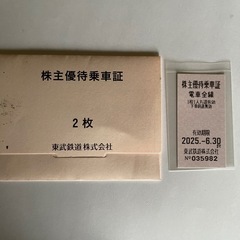 株主優待乗車証
2枚
東武鉄道株式会社
株主優待乗車証
電車全線
有効期限
2025.-6.30
東武鉄道株式会社
Nº035982